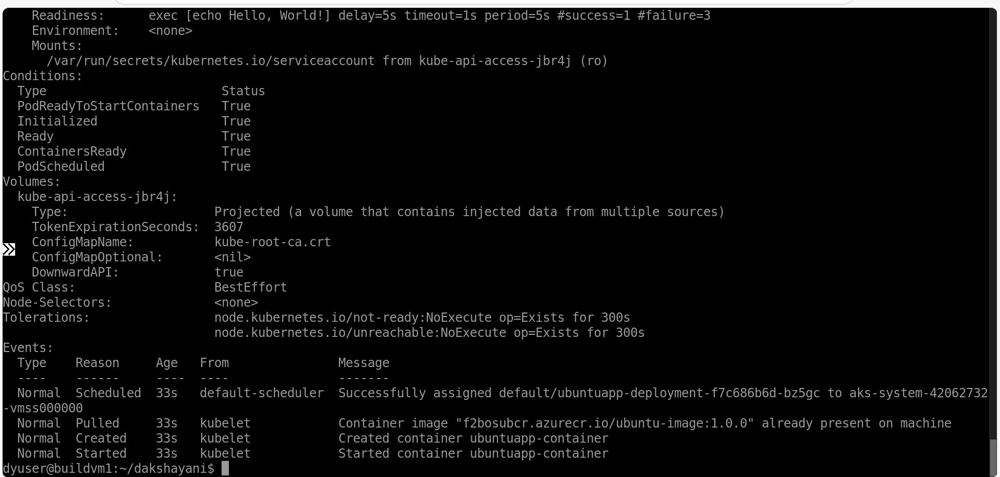 Readiness:      exec [echo Hello, World!] delay=5s timeout=1s period=5s #success=1 #failure=3
    Environment:    <none>
    Mounts:
      /var/run/secrets/kubernetes.io/serviceaccount from kube-api-access-jbr4j (ro)
Conditions:
  Type                        Status
  PodReadyToStartContainers   True
  Initialized                 True
  Ready                       True
  ContainersReady             True
  PodScheduled                True
Volumes:
  kube-api-access-jbr4j:
    Type:                    Projected (a volume that contains injected data from multiple sources)
    TokenExpirationSeconds:  3607
    ConfigMapName:           kube-root-ca.crt
    ConfigMapOptional:       <nil>
    DownwardAPI:             true
QoS Class:                   BestEffort
Node-Selectors:              <none>
Tolerations:                 node.kubernetes.io/not-ready:NoExecute op=Exists for 300s
                             node.kubernetes.io/unreachable:NoExecute op=Exists for 300s
Events:
  Type    Reason     Age   From               Message
  ----    ------     ----  ----               -------
  Normal  Scheduled  33s   default-scheduler  Successfully assigned default/ubuntuapp-deployment-f7c686b6d-bz5gc to aks-system-42062732
-vmss000000
  Normal  Pulled     33s   kubelet            Container image "f2bosubcr.azurecr.io/ubuntu-image:1.0.0" already present on machine
  Normal  Created    33s   kubelet            Created container ubuntuapp-container
  Normal  Started    33s   kubelet            Started container ubuntuapp-container
dyuser@buildvm1:~/dakshayani$